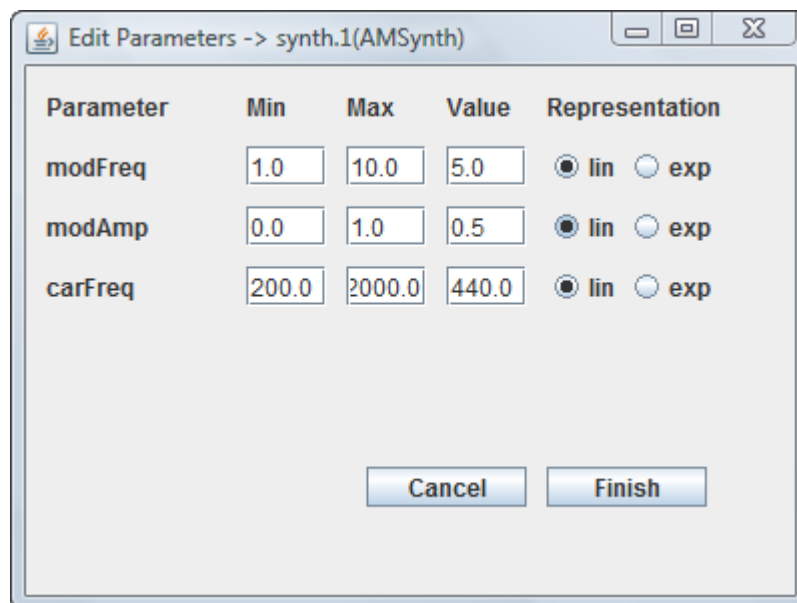 Edit Parameters -> synth.1(AMSynth)
Parameter Min Max Value Representation
modFreq 1.0 10.0 5.0 lin exp
modAmp 0.0 1.0 0.5 lin exp
carFreq 200.0 2000.0 440.0 lin exp
Cancel Finish